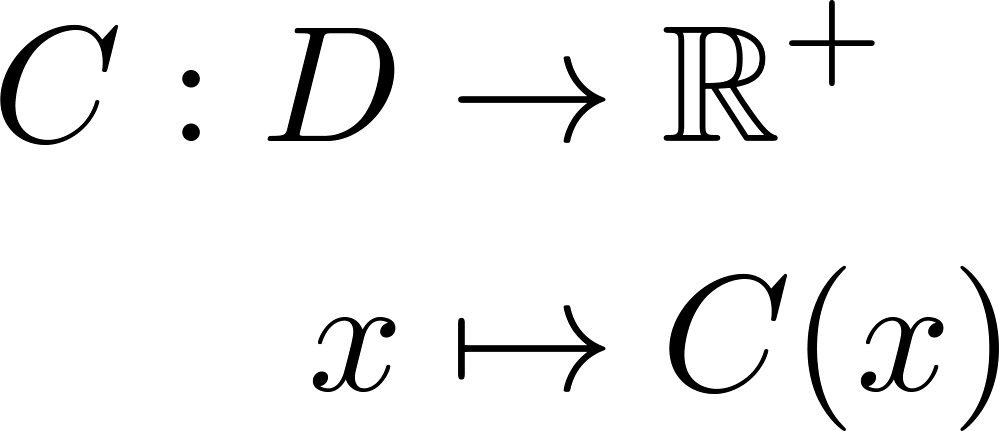 C : D → ℝ⁺
x ↦ C(x)